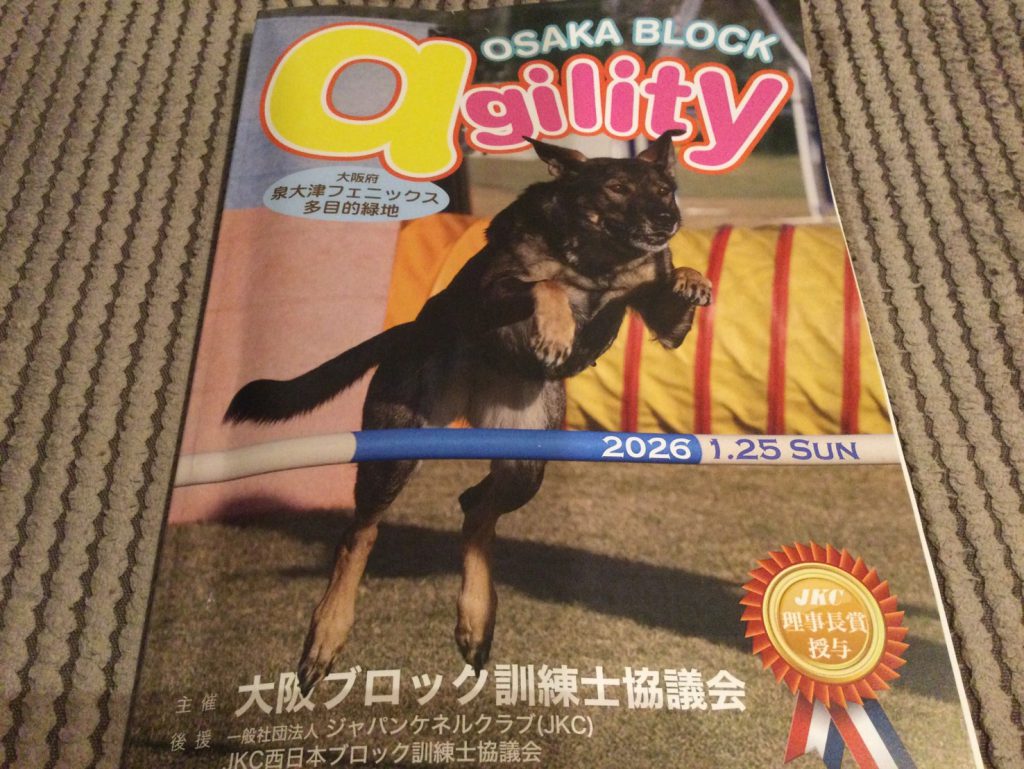 OSAKA BLOCK
agility
大阪府
泉大津フェニックス
多目的緑地
2026 1.25 SUN
JKC
理事長賞
授与
主催 大阪ブロック訓練士協議会
後援 一般社団法人 ジャパンケネルクラブ(JKC)
JKC西日本ブロック訓練士協議会